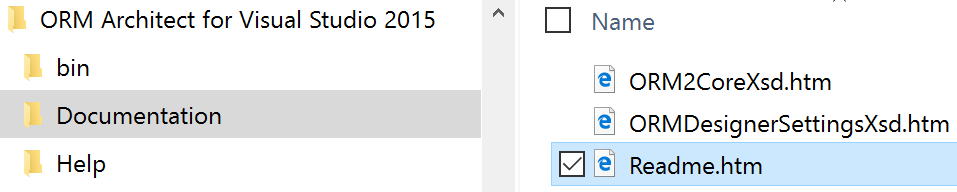 ORM Architect for Visual Studio 2015
bin
Documentation
Help
Name
ORM2CoreXsd.htm
ORMDesignerSettingsXsd.htm
Readme.htm